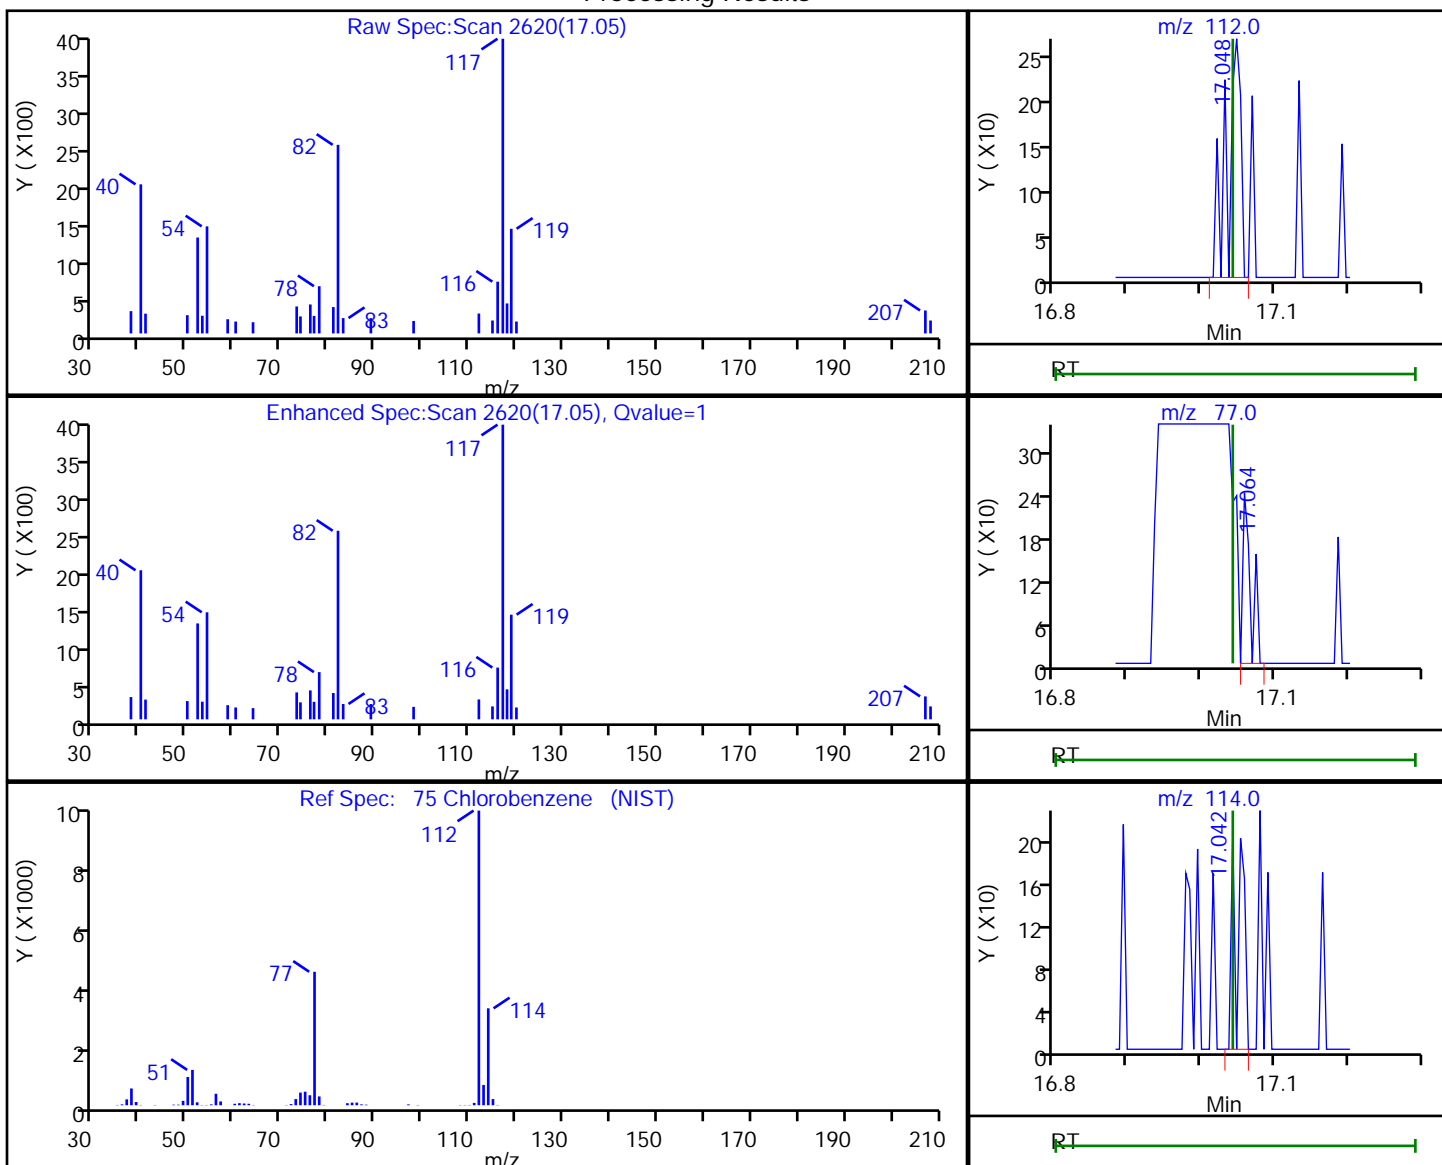 Processing Results
Raw Spec:Scan 2620(17.05)
Y ( X100)
40
35
30
25
20
15
10
5
0
40
54
78
82
83
116
117
119
207
30 50 70 90 110 130 150 170 190 210
m/z
m/z 112.0
Y ( X10)
25
20
15
10
5
0
17.048
16.8 17.1
Min
RT
Enhanced Spec:Scan 2620(17.05), Qvalue=1
Y ( X100)
40
35
30
25
20
15
10
5
0
40
54
78
82
83
116
117
119
207
30 50 70 90 110 130 150 170 190 210
m/z
m/z 77.0
Y ( X10)
30
24
18
12
6
0
17.064
16.8 17.1
Min
RT
Ref Spec: 75 Chlorobenzene (NIST)
Y ( X1000)
10
8
6
4
2
0
51
77
112
114
30 50 70 90 110 130 150 170 190 210
m/z
m/z 114.0
Y ( X10)
20
16
12
8
4
0
17.042
16.8 17.1
Min
RT